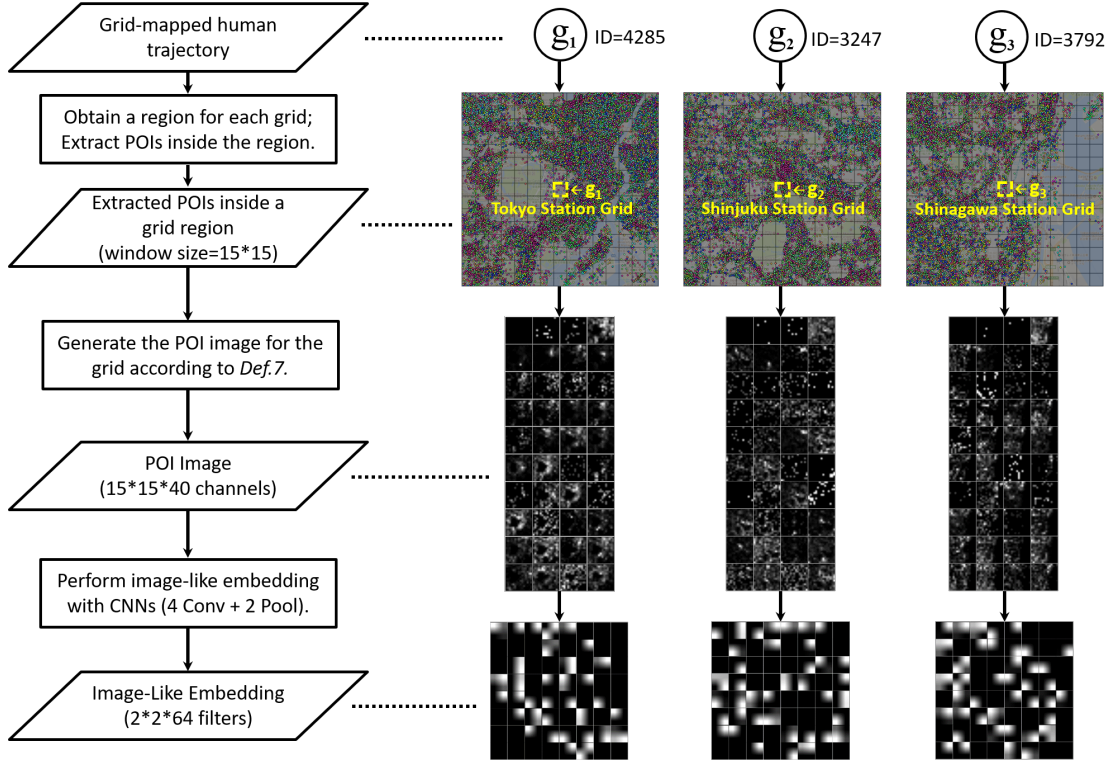 Grid-mapped human
trajectory
g1 ID=4285
g2 ID=3247
g3 ID=3792
Obtain a region for each grid;
Extract POIs inside the region.
←g1
Tokyo Station Grid
←g2
Shinjuku Station Grid
←g3
Shinagawa Station Grid
Extracted POIs inside a
grid region
(window size=15*15)
Generate the POI image for the
grid according to Def.7.
POI Image
(15*15*40 channels)
Perform image-like embedding
with CNNs (4 Conv + 2 Pool).
Image-Like Embedding
(2*2*64 filters)